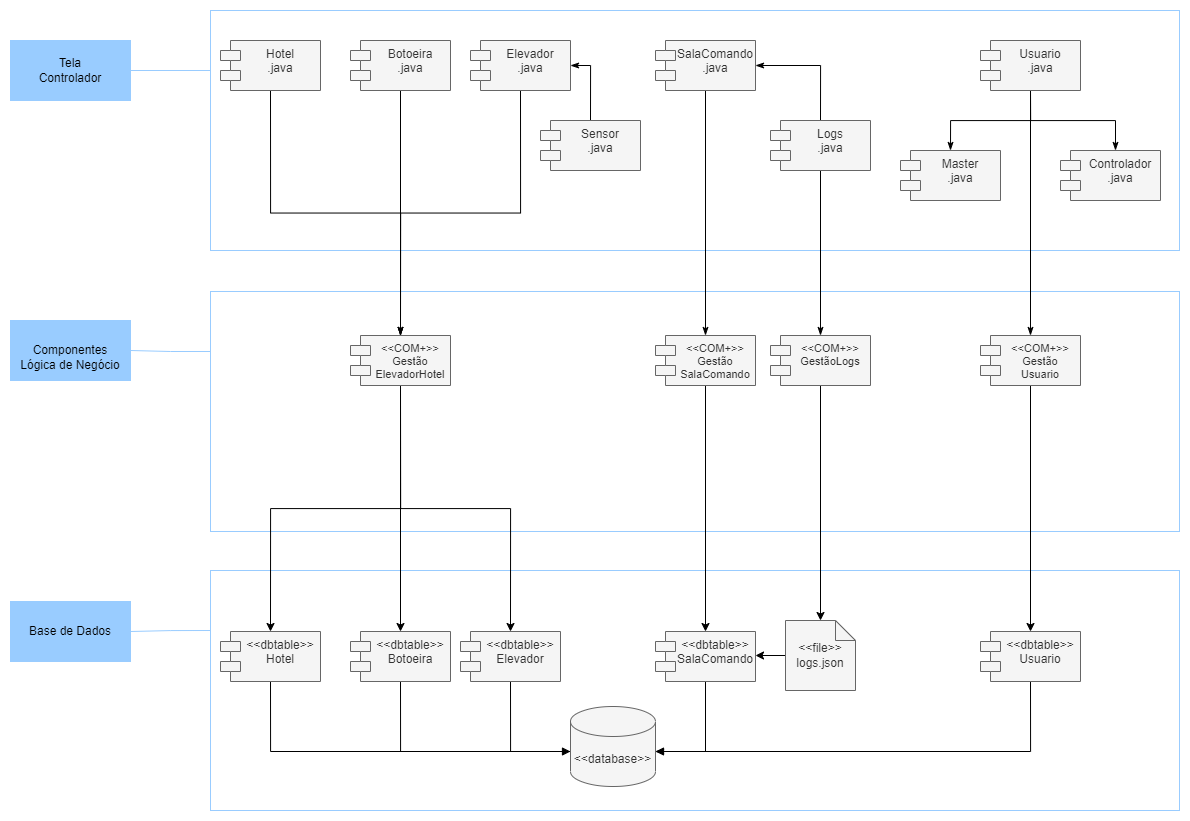 Tela
Controlador
Hotel
.java
Botoeira
.java
Elevador
.java
SalaComando
.java
Usuario
.java
Sensor
.java
Logs
.java
Master
.java
Controlador
.java
Componentes
Lógica de Negócio
<<COM+>>
Gestão
ElevadorHotel
<<COM+>>
Gestão
SalaComando
<<COM+>>
GestãoLogs
<<COM+>>
Gestão
Usuario
Base de Dados
<<dbtable>>
Hotel
<<dbtable>>
Botoeira
<<dbtable>>
Elevador
<<dbtable>>
SalaComando
<<file>>
logs.json
<<dbtable>>
Usuario
<<database>>